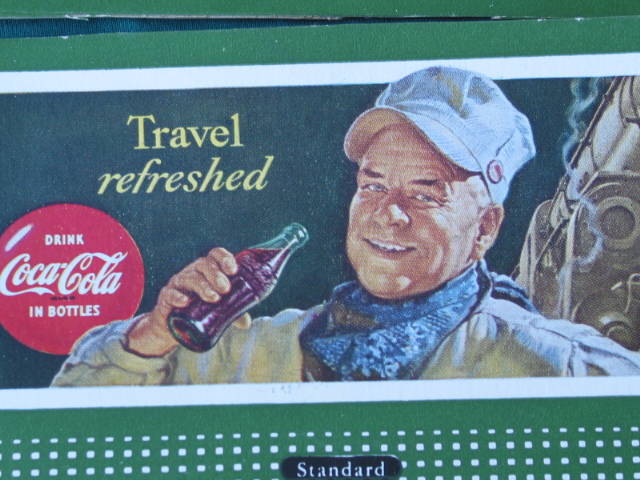 Travel
refreshed
DRINK
Coca-Cola
IN BOTTLES
Standard